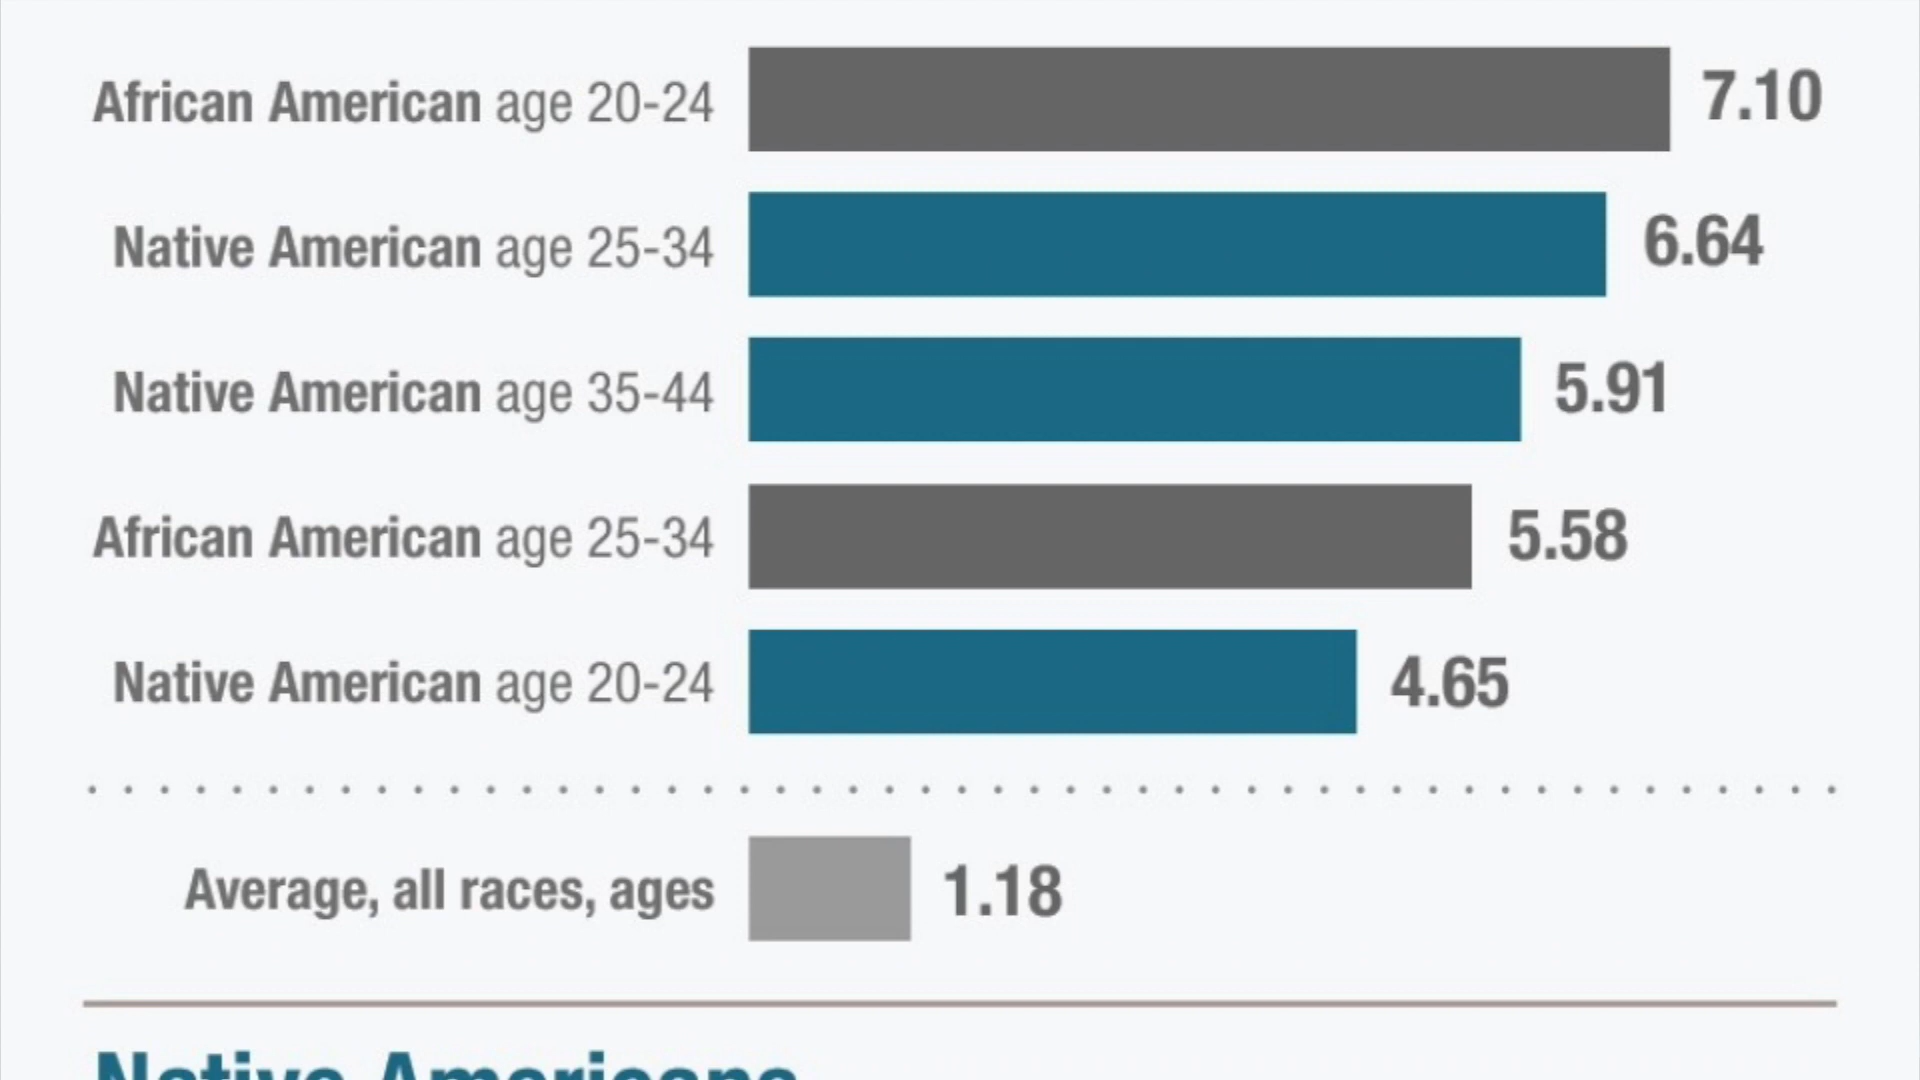 African American age 20-24 7.10
Native American age 25-34 6.64
Native American age 35-44 5.91
African American age 25-34 5.58
Native American age 20-24 4.65
Average, all races, ages 1.18
Native Americans